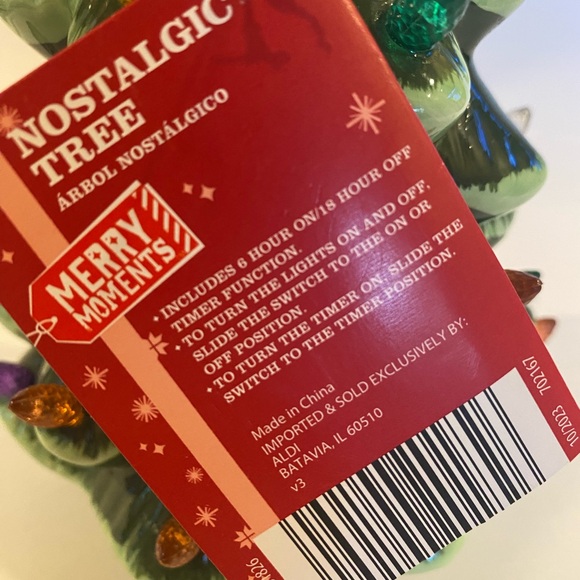 NOSTALGIC
TREE
ÁRBOL NOSTÁLGICO
MERRY
MOMENTS
• INCLUDES 6 HOUR ON/18 HOUR OFF
TIMER FUNCTION.
• TO TURN THE LIGHTS ON AND OFF,
SLIDE THE SWITCH TO THE ON OR
OFF POSITION.
• TO TURN THE TIMER ON, SLIDE THE
SWITCH TO THE TIMER POSITION.
Made in China
IMPORTED & SOLD EXCLUSIVELY BY:
ALDI
BATAVIA, IL 60510
v3
10/2023 702167